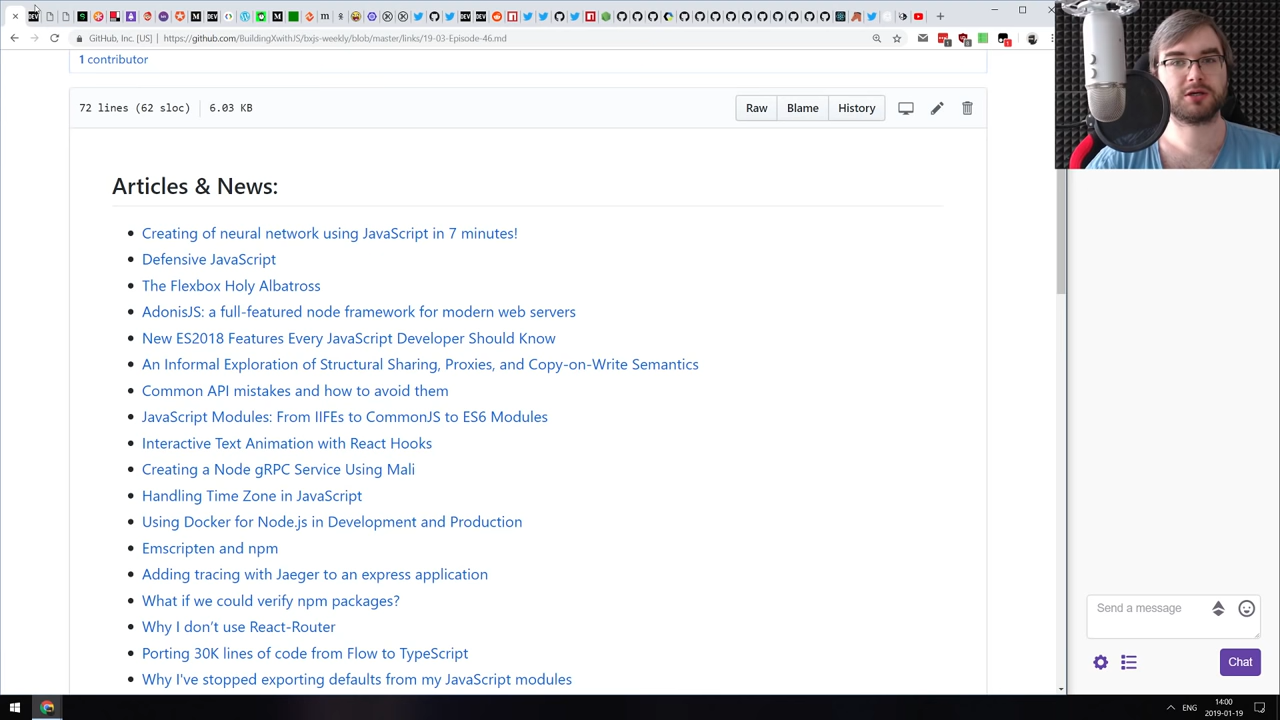 GitHub, Inc. [US] | https://github.com/BuildingXwithJS/bxjs-weekly/blob/master/links/19-03-Episode-46.md
1 contributor
72 lines (62 sloc) 6.03 KB
Raw Blame History
Articles & News:
Creating of neural network using JavaScript in 7 minutes!
Defensive JavaScript
The Flexbox Holy Albatross
AdonisJS: a full-featured node framework for modern web servers
New ES2018 Features Every JavaScript Developer Should Know
An Informal Exploration of Structural Sharing, Proxies, and Copy-on-Write Semantics
Common API mistakes and how to avoid them
JavaScript Modules: From IIFEs to CommonJS to ES6 Modules
Interactive Text Animation with React Hooks
Creating a Node gRPC Service Using Mali
Handling Time Zone in JavaScript
Using Docker for Node.js in Development and Production
Emscripten and npm
Adding tracing with Jaeger to an express application
What if we could verify npm packages?
Why I don’t use React-Router
Porting 30K lines of code from Flow to TypeScript
Why I've stopped exporting defaults from my JavaScript modules
Send a message
Chat
ENG
14:00
2019-01-19